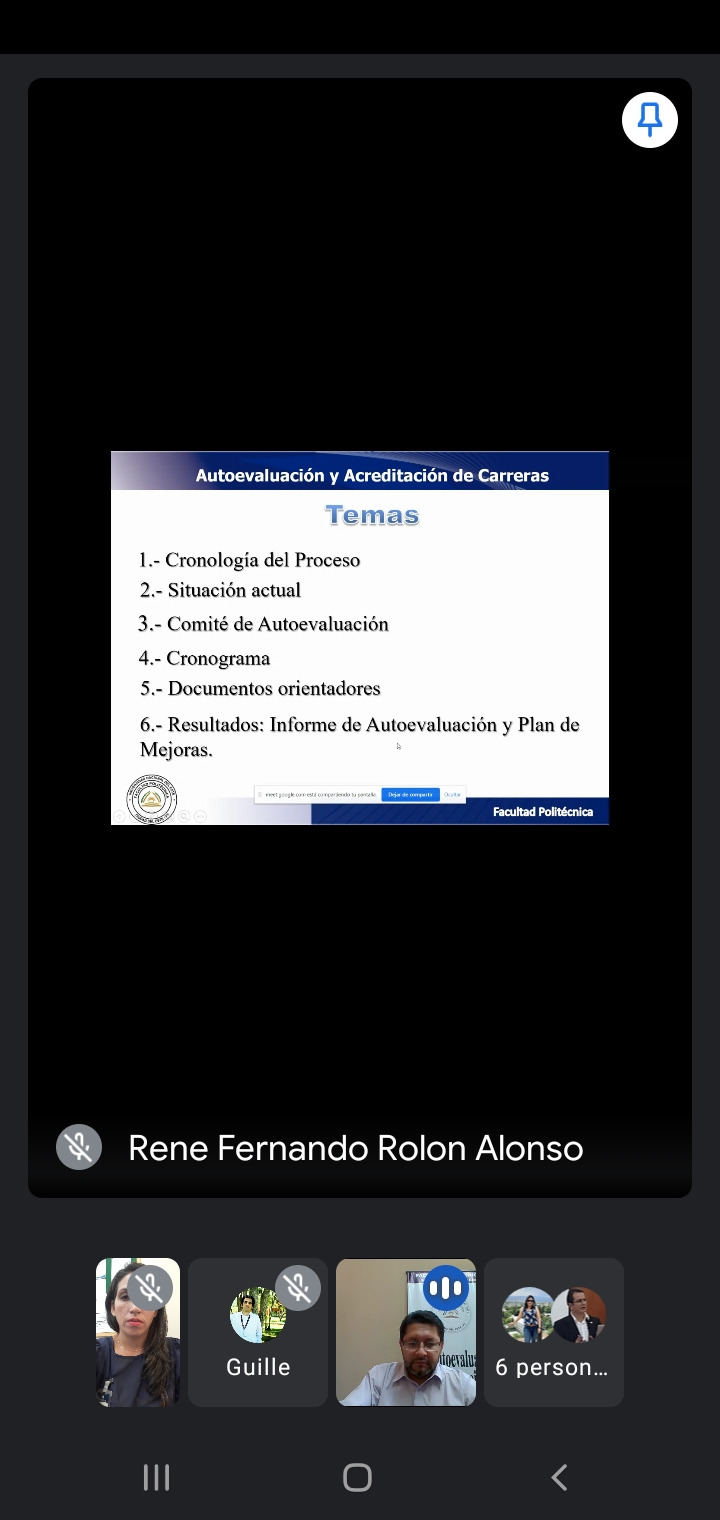 Autoevaluación y Acreditación de Carreras
Temas
1.- Cronología del Proceso
2.- Situación actual
3.- Comité de Autoevaluación
4.- Cronograma
5.- Documentos orientadores
6.- Resultados: Informe de Autoevaluación y Plan de
Mejoras.
meet.google.com está compartiendo tu pantalla.
Dejar de compartir
Ocultar
Facultad Politécnica
Rene Fernando Rolon Alonso
Guille
6 person...